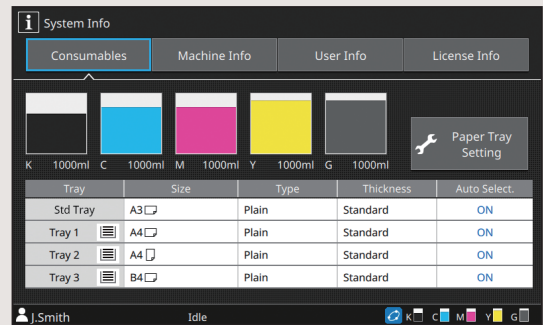 System Info
Consumables Machine Info User Info License Info
K 1000ml C 1000ml M 1000ml Y 1000ml G 1000ml
Paper Tray
Setting
Tray Size Type Thickness Auto Select.
Std Tray A3 Plain Standard ON
Tray 1 A4 Plain Standard ON
Tray 2 A4 Plain Standard ON
Tray 3 B4 Plain Standard ON
J.Smith Idle K C M Y G